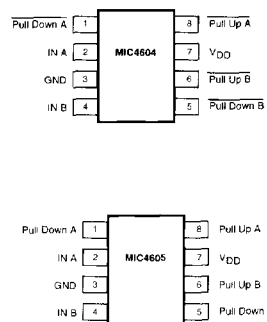 Pull Down A 1 8 Pull Up A
IN A 2 MIC4604 7 VDD
GND 3 6 Pull Up B
IN B 4 5 Pull Down B
Pull Down A 1 8 Pull Up A
IN A 2 MIC4605 7 VDD
GND 3 6 Pull Up B
IN B 4 5 Pull Down